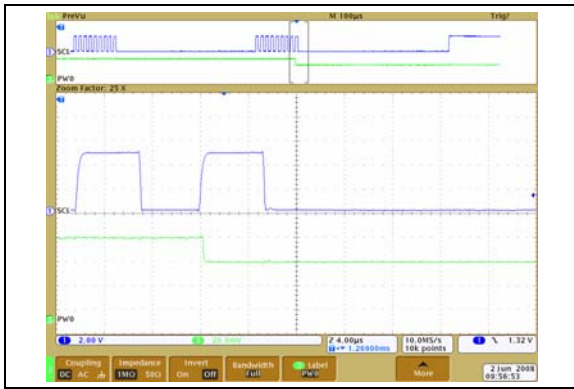 PreVu M 100µs Trig?
SCL
PW0
Zoom Factor: 25 X
SCL
PW0
1 2.00 V 20.0mV Z 4.00µs 10.0MS/s 1 1.32 V
1.26900ms 10k points
Coupling Impedance Invert Bandwidth Label
DC AC 1MΩ 50Ω On Off Full PW0 More
2 Jun 2008
09:56:53